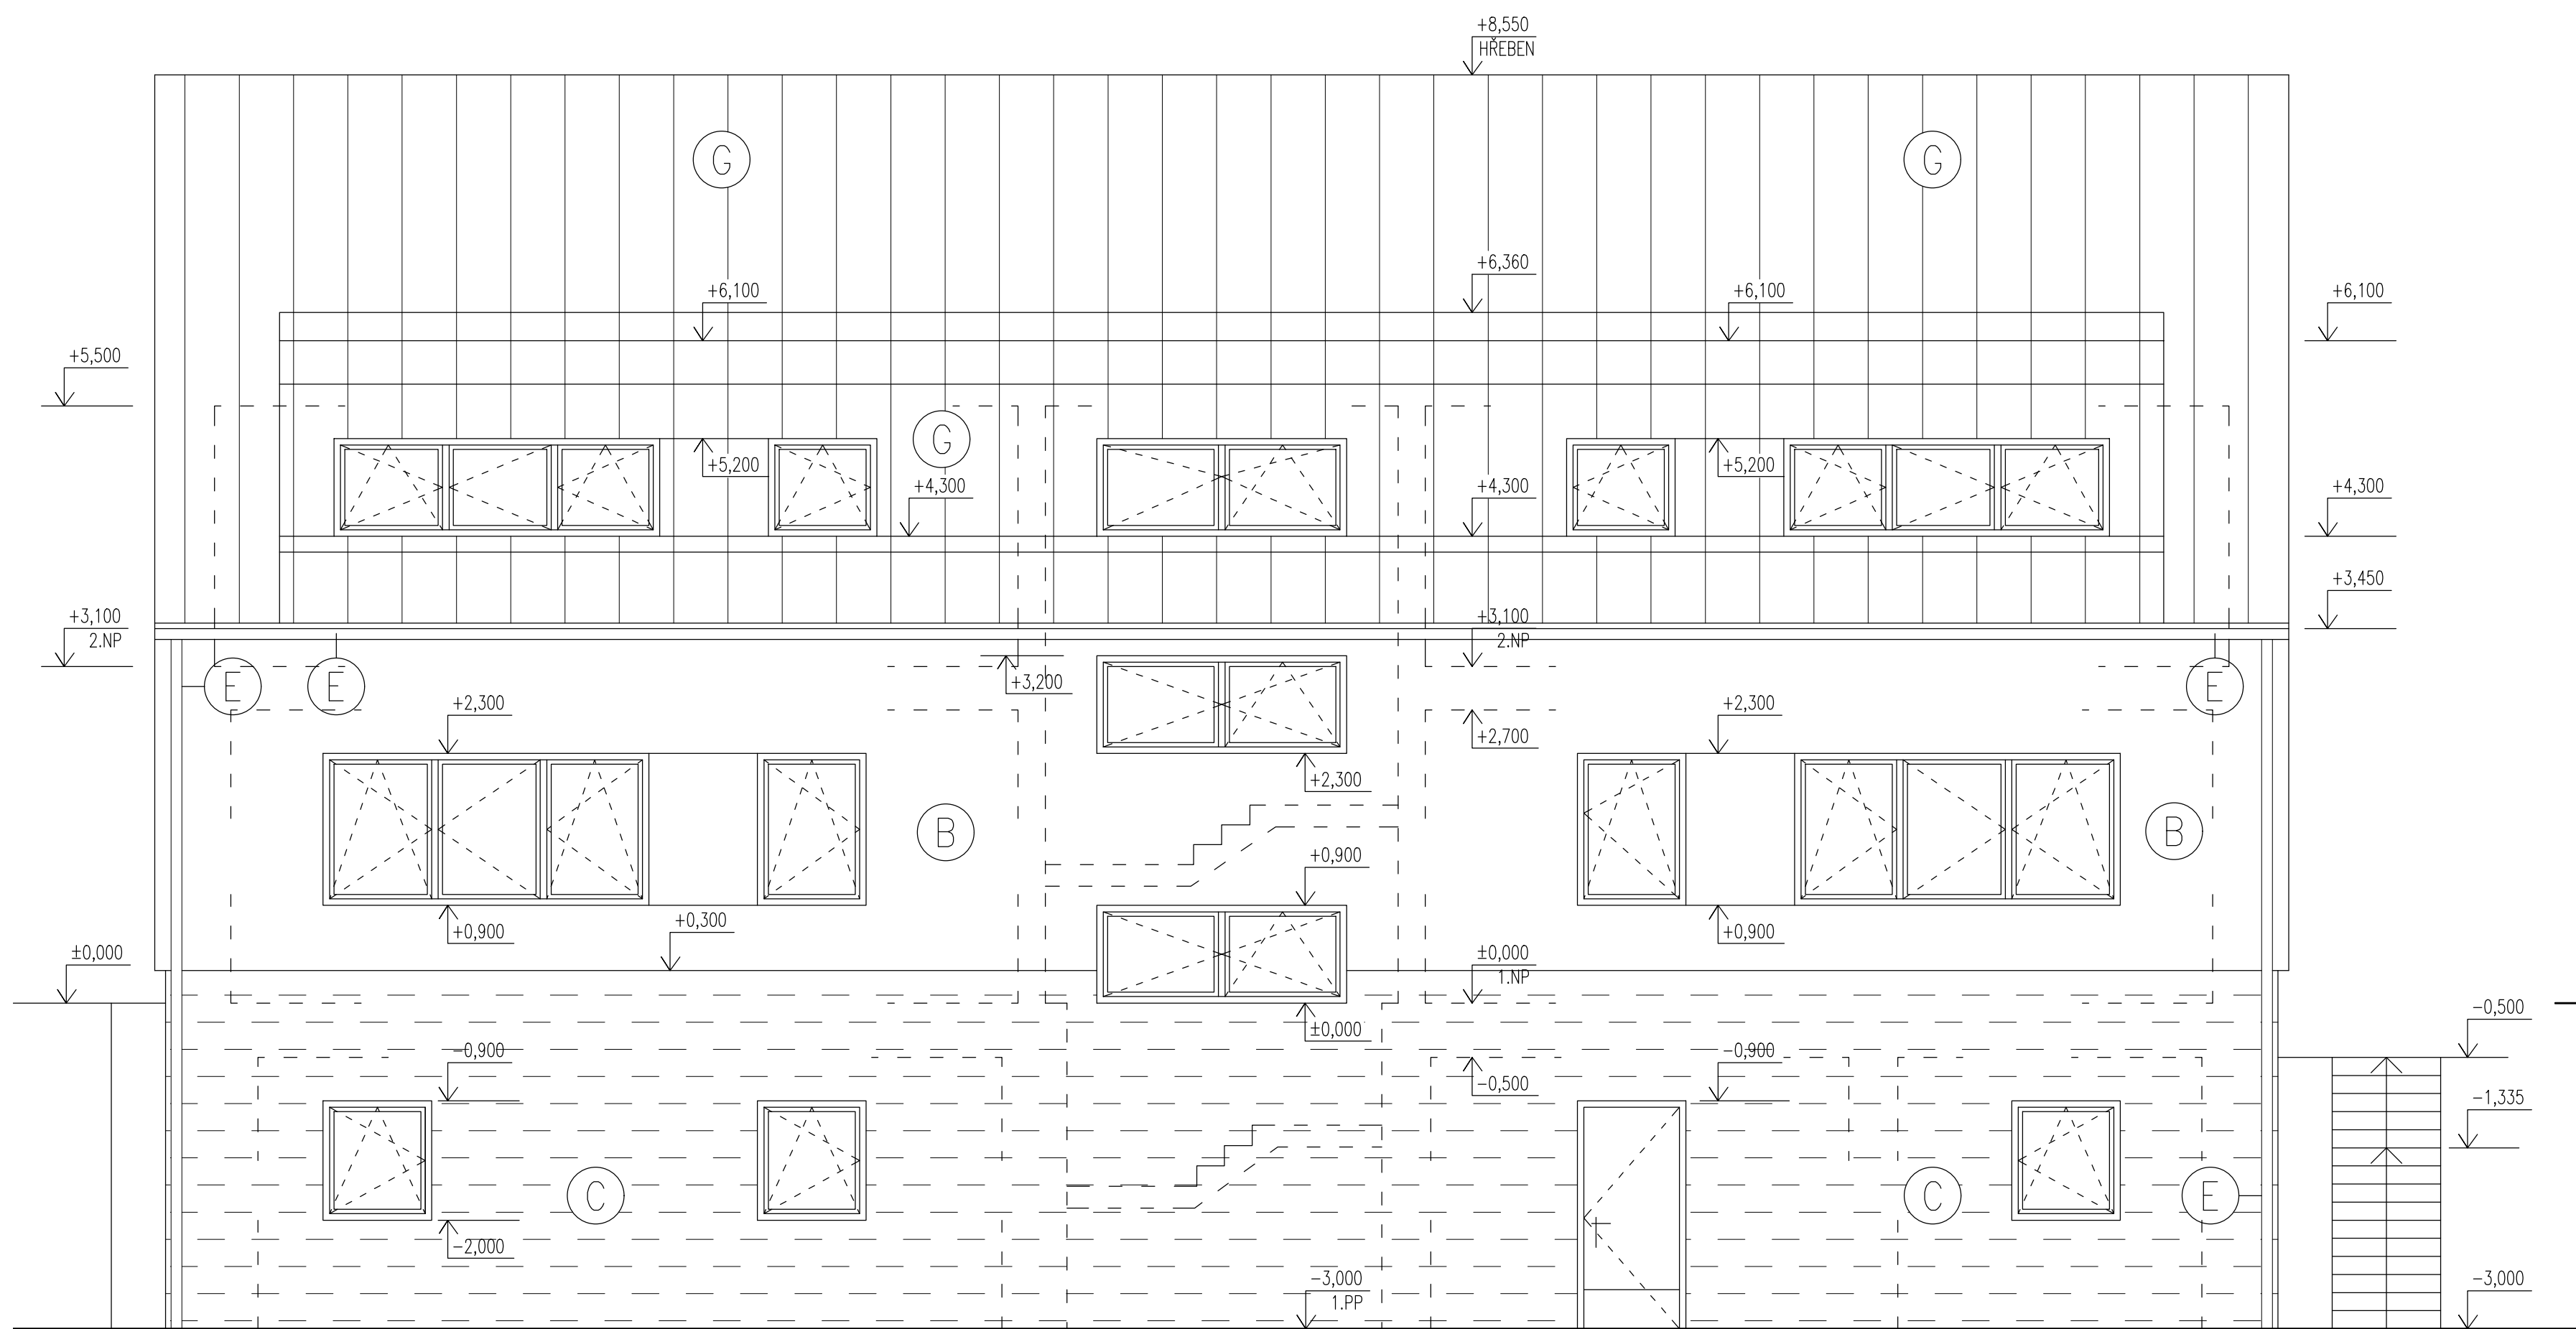 +8,550
HŘEBEN
G
G
+6,360
+6,100
+6,100
+6,100
+5,500
G
+5,200
+5,200
+4,300
+4,300
+4,300
+3,450
+3,100
2.NP
+3,100
2.NP
E
E
+3,200
E
+2,300
+2,300
+2,700
+2,300
B
B
+0,900
+0,900
+0,300
+0,900
±0,000
±0,000
1.NP
±0,000
-0,500
-0,900
-0,900
-0,500
-1,335
C
C
E
-2,000
-3,000
1.PP
-3,000